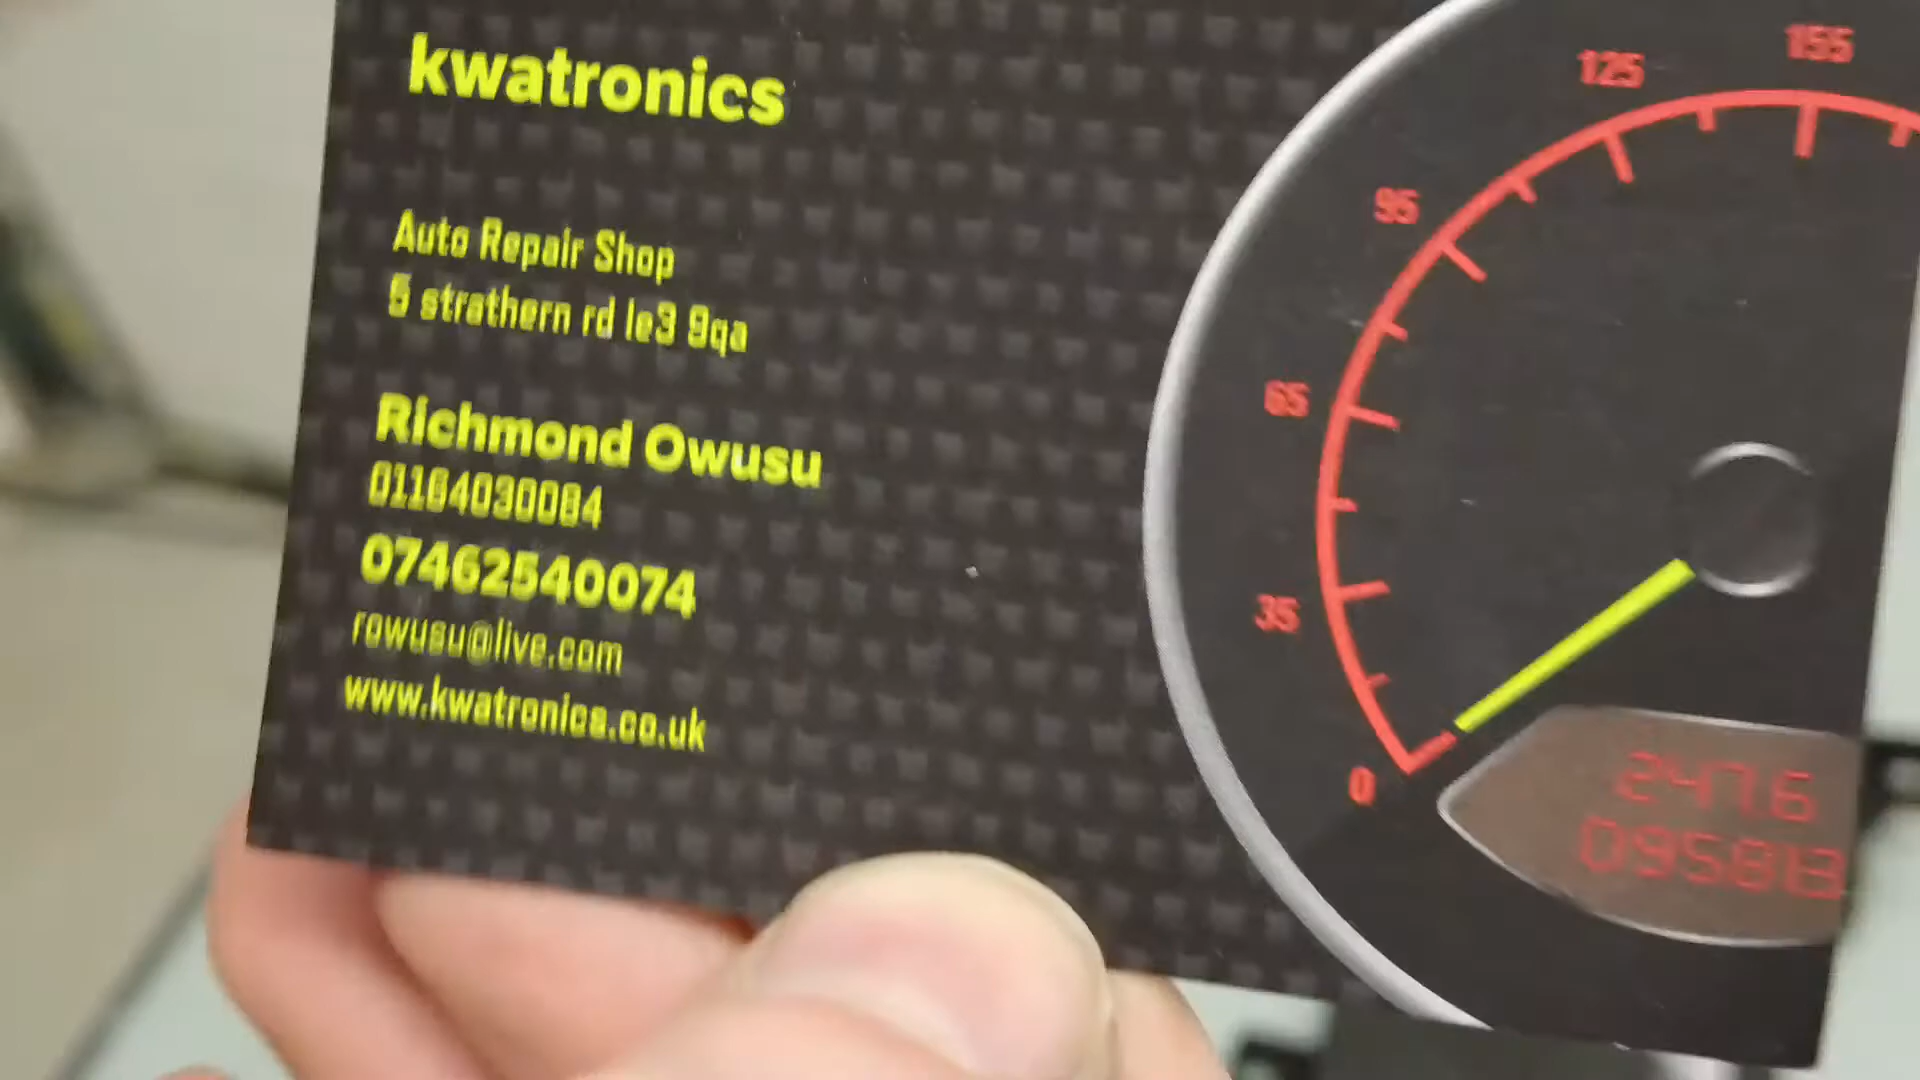 kwatronics
Auto Repair Shop
5 strathern rd le3 9qa
Richmond Owusu
01164030084
07462540074
rowusu@live.com
www.kwatronics.co.uk
155
125
95
65
35
0
247.6
095813